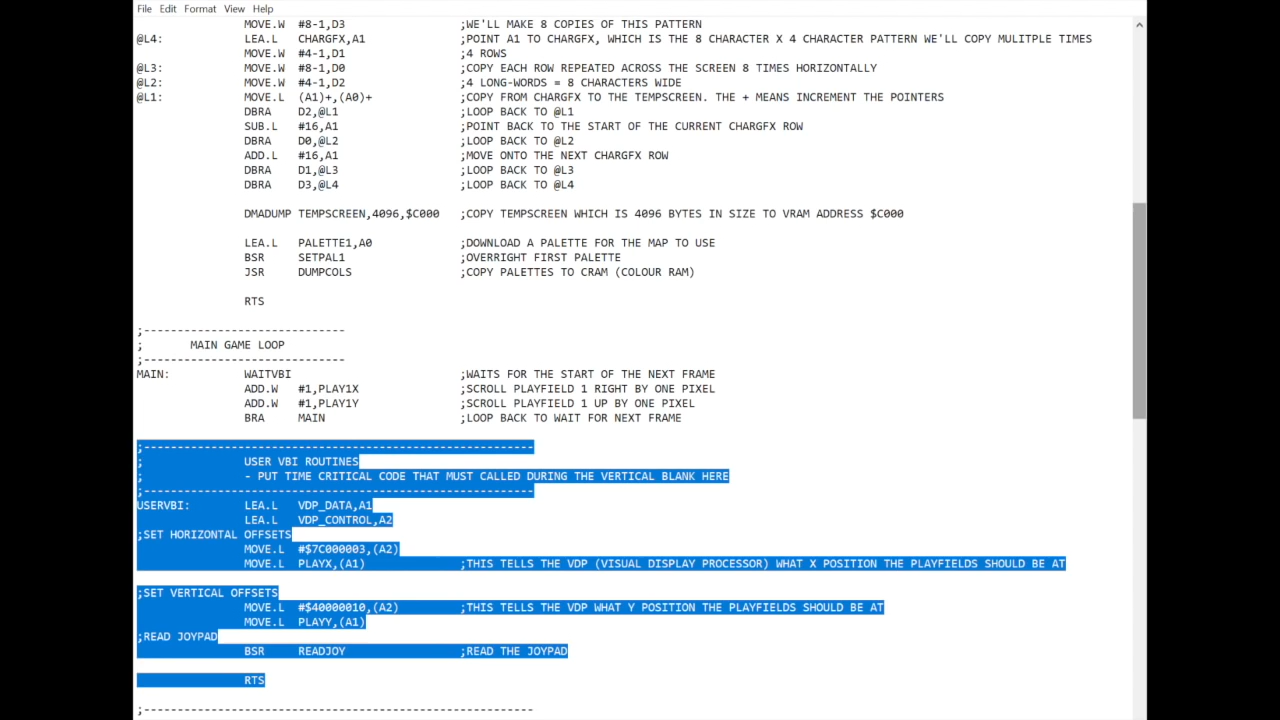 File Edit Format View Help
MOVE.W #8-1,D3 ;WE'LL MAKE 8 COPIES OF THIS PATTERN
@L4: LEA.L CHARGFX,A1 ;POINT A1 TO CHARGFX, WHICH IS THE 8 CHARACTER X 4 CHARACTER PATTERN WE'LL COPY MULITPLE TIMES
MOVE.W #4-1,D1 ;4 ROWS
@L3: MOVE.W #8-1,D0 ;COPY EACH ROW REPEATED ACROSS THE SCREEN 8 TIMES HORIZONTALLY
@L2: MOVE.W #4-1,D2 ;4 LONG-WORDS = 8 CHARACTERS WIDE
@L1: MOVE.L (A1)+,(A0)+ ;COPY FROM CHARGFX TO THE TEMPSCREEN. THE + MEANS INCREMENT THE POINTERS
DBRA D2,@L1 ;LOOP BACK TO @L1
SUB.L #16,A1 ;POINT BACK TO THE START OF THE CURRENT CHARGFX ROW
DBRA D0,@L2 ;LOOP BACK TO @L2
ADD.L #16,A1 ;MOVE ONTO THE NEXT CHARGFX ROW
DBRA D1,@L3 ;LOOP BACK TO @L3
DBRA D3,@L4 ;LOOP BACK TO @L4
DMADUMP TEMPSCREEN,4096,$C000 ;COPY TEMPSCREEN WHICH IS 4096 BYTES IN SIZE TO VRAM ADDRESS $C000
LEA.L PALETTE1,A0 ;DOWNLOAD A PALETTE FOR THE MAP TO USE
BSR SETPAL1 ;OVERRIGHT FIRST PALETTE
JSR DUMPCOLS ;COPY PALETTES TO CRAM (COLOUR RAM)
RTS
;------------------------------
; MAIN GAME LOOP
;------------------------------
MAIN: WAITVBI ;WAITS FOR THE START OF THE NEXT FRAME
ADD.W #1,PLAY1X ;SCROLL PLAYFIELD 1 RIGHT BY ONE PIXEL
ADD.W #1,PLAY1Y ;SCROLL PLAYFIELD 1 UP BY ONE PIXEL
BRA MAIN ;LOOP BACK TO WAIT FOR NEXT FRAME
;----------------------------------------------------------
; USER VBI ROUTINES
; - PUT TIME CRITICAL CODE THAT MUST CALLED DURING THE VERTICAL BLANK HERE
;----------------------------------------------------------
USERVBI: LEA.L VDP_DATA,A1
LEA.L VDP_CONTROL,A2
;SET HORIZONTAL OFFSETS
MOVE.L #$7C000003,(A2)
MOVE.L PLAYX,(A1) ;THIS TELLS THE VDP (VISUAL DISPLAY PROCESSOR) WHAT X POSITION THE PLAYFIELDS SHOULD BE AT
;SET VERTICAL OFFSETS
MOVE.L #$40000010,(A2) ;THIS TELLS THE VDP WHAT Y POSITION THE PLAYFIELDS SHOULD BE AT
MOVE.L PLAYY,(A1)
;READ JOYPAD
BSR READJOY ;READ THE JOYPAD
RTS
;----------------------------------------------------------